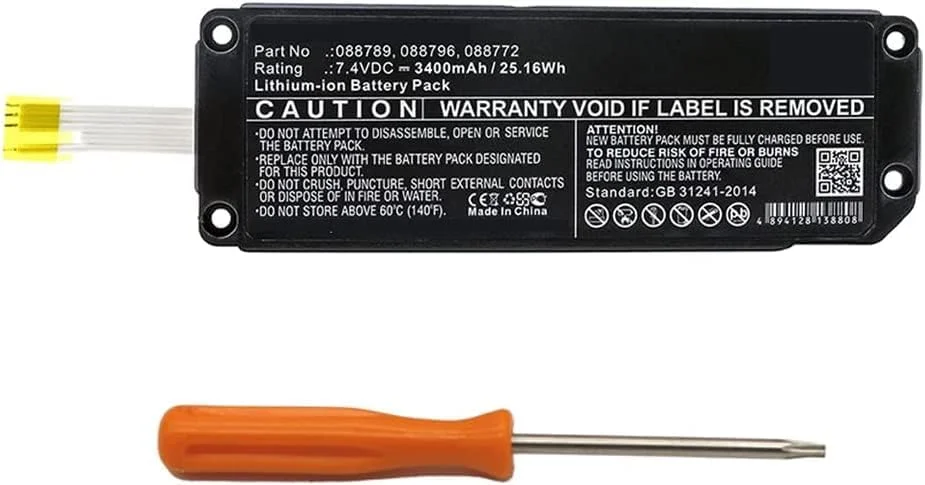 Part No .:088789, 088796, 088772
Rating .:7.4VDC ⎓ 3400mAh / 25.16Wh
Lithium-ion Battery Pack
CAUTION WARRANTY VOID IF LABEL IS REMOVED
·DO NOT ATTEMPT TO DISASSEMBLE, OPEN OR SERVICE
THE BATTERY PACK.
·REPLACE ONLY WITH THE BATTERY PACK DESIGNATED
FOR THIS PRODUCT.
·DO NOT CRUSH, PUNCTURE, SHORT EXTERNAL CONTACTS
OR DISPOSE OF IN FIRE OR WATER.
·DO NOT STORE ABOVE 60℃ (140℉).
CE
Made In China
ATTENTION!
NEW BATTERY PACK MUST BE FULLY CHARGED BEFORE USE.
TO REDUCE RISK OF FIRE OR BURNS
READ INSTRUCTIONS IN OPERATING GUIDE
BEFORE USING THE BATTERY.
Standard:GB 31241-2014
4 894128 138808